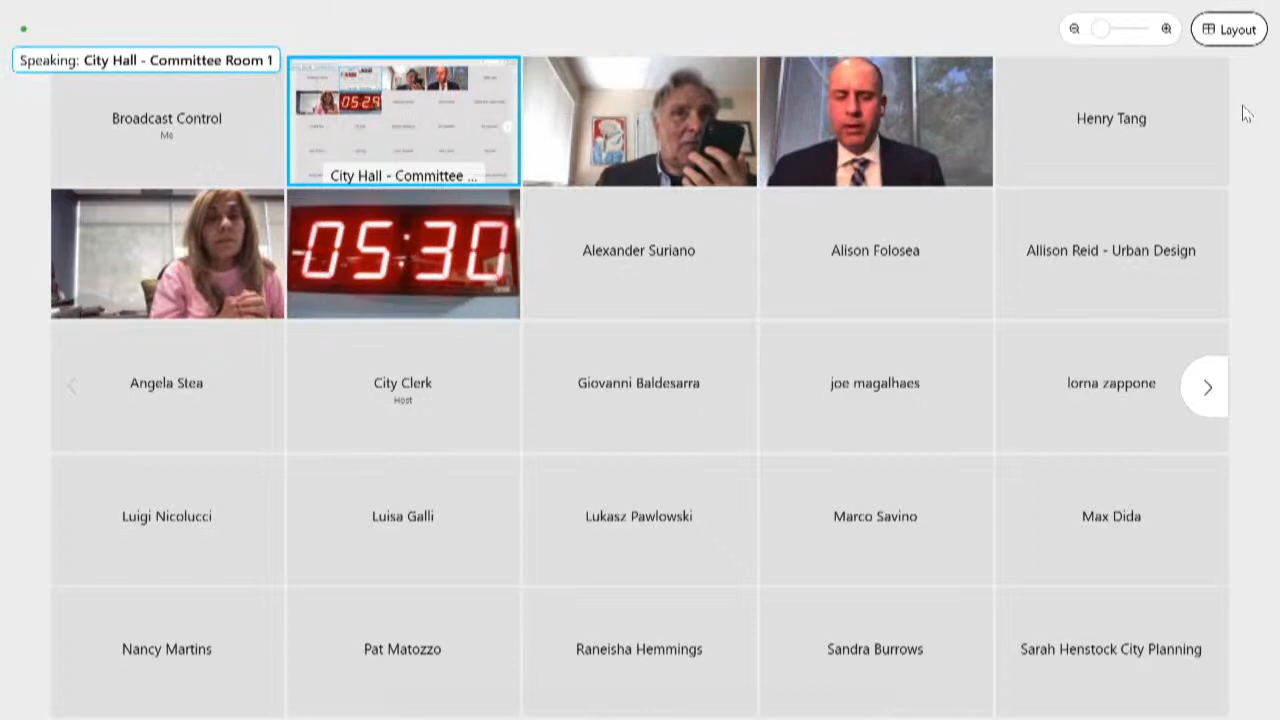 Layout
Speaking: City Hall - Committee Room 1
Broadcast Control
Me
05:29
City Hall - Committee ...
Henry Tang
05:30
Alexander Suriano
Alison Folosea
Allison Reid - Urban Design
Angela Stea
City Clerk
Host
Giovanni Baldesarra
joe magalhaes
lorna zappone
Luigi Nicolucci
Luisa Galli
Lukasz Pawlowski
Marco Savino
Max Dida
Nancy Martins
Pat Matozzo
Raneisha Hemmings
Sandra Burrows
Sarah Henstock City Planning